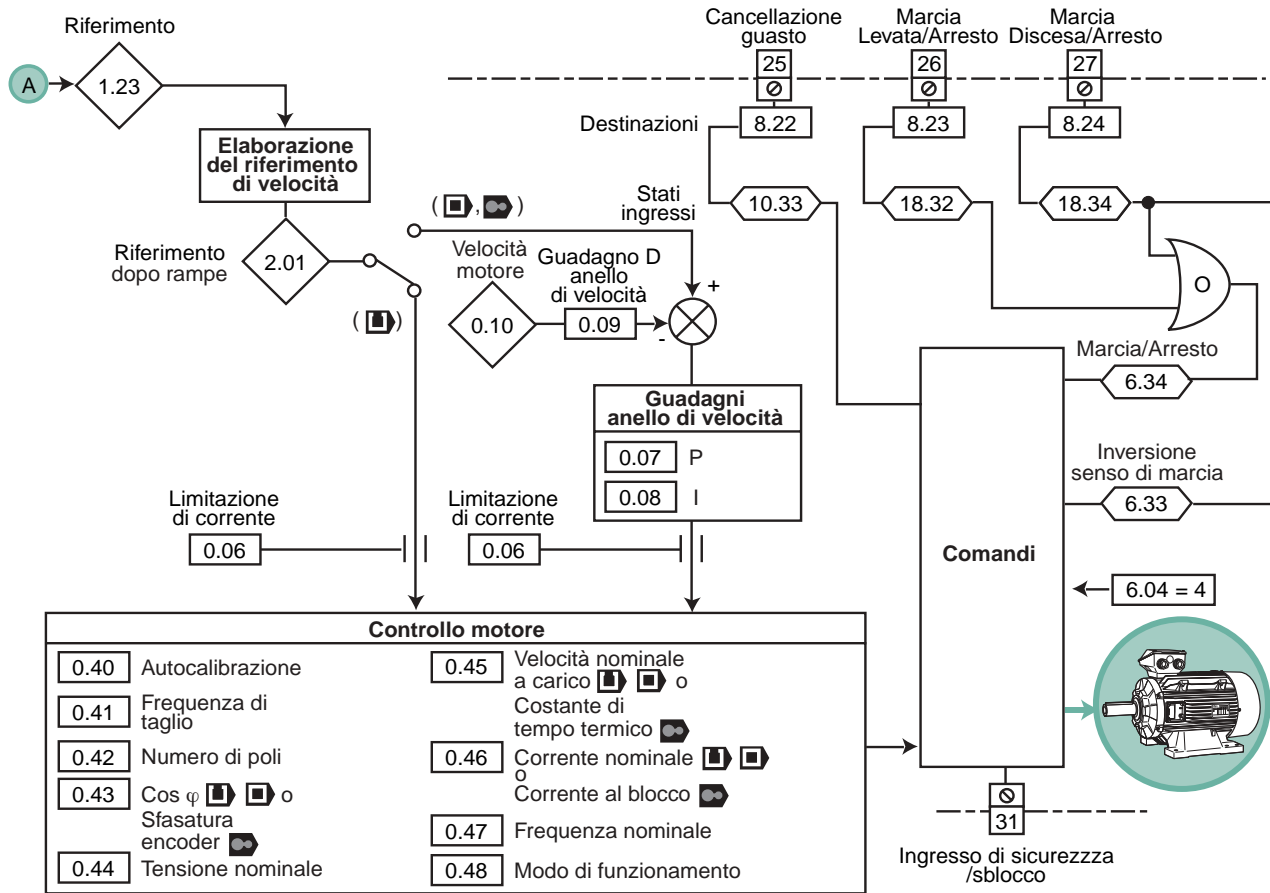 Riferimento
A
1.23
Elaborazione
del riferimento
di velocità
Riferimento
dopo rampe
2.01
( , )
( )
Velocità
motore
0.10
Guadagno D
anello
di velocità
0.09
+
-
Guadagni
anello di velocità
0.07 P
0.08 I
Limitazione
di corrente
0.06
Limitazione
di corrente
0.06
Cancellazione
guasto
25
Marcia
Levata/Arresto
26
Marcia
Discesa/Arresto
27
Destinazioni
8.22
8.23
8.24
Stati
ingressi
10.33
18.32
18.34
O
Marcia/Arresto
6.34
Inversione
senso di marcia
6.33
Comandi
6.04 = 4
31
Ingresso di sicurezzza
/sblocco
Controllo motore
0.40 Autocalibrazione
0.41 Frequenza di
taglio
0.42 Numero di poli
0.43 Cos φ o
Sfasatura
encoder
0.44 Tensione nominale
0.45 Velocità nominale
a carico o
Costante di
tempo termico
0.46 Corrente nominale
o
Corrente al blocco
0.47 Frequenza nominale
0.48 Modo di funzionamento